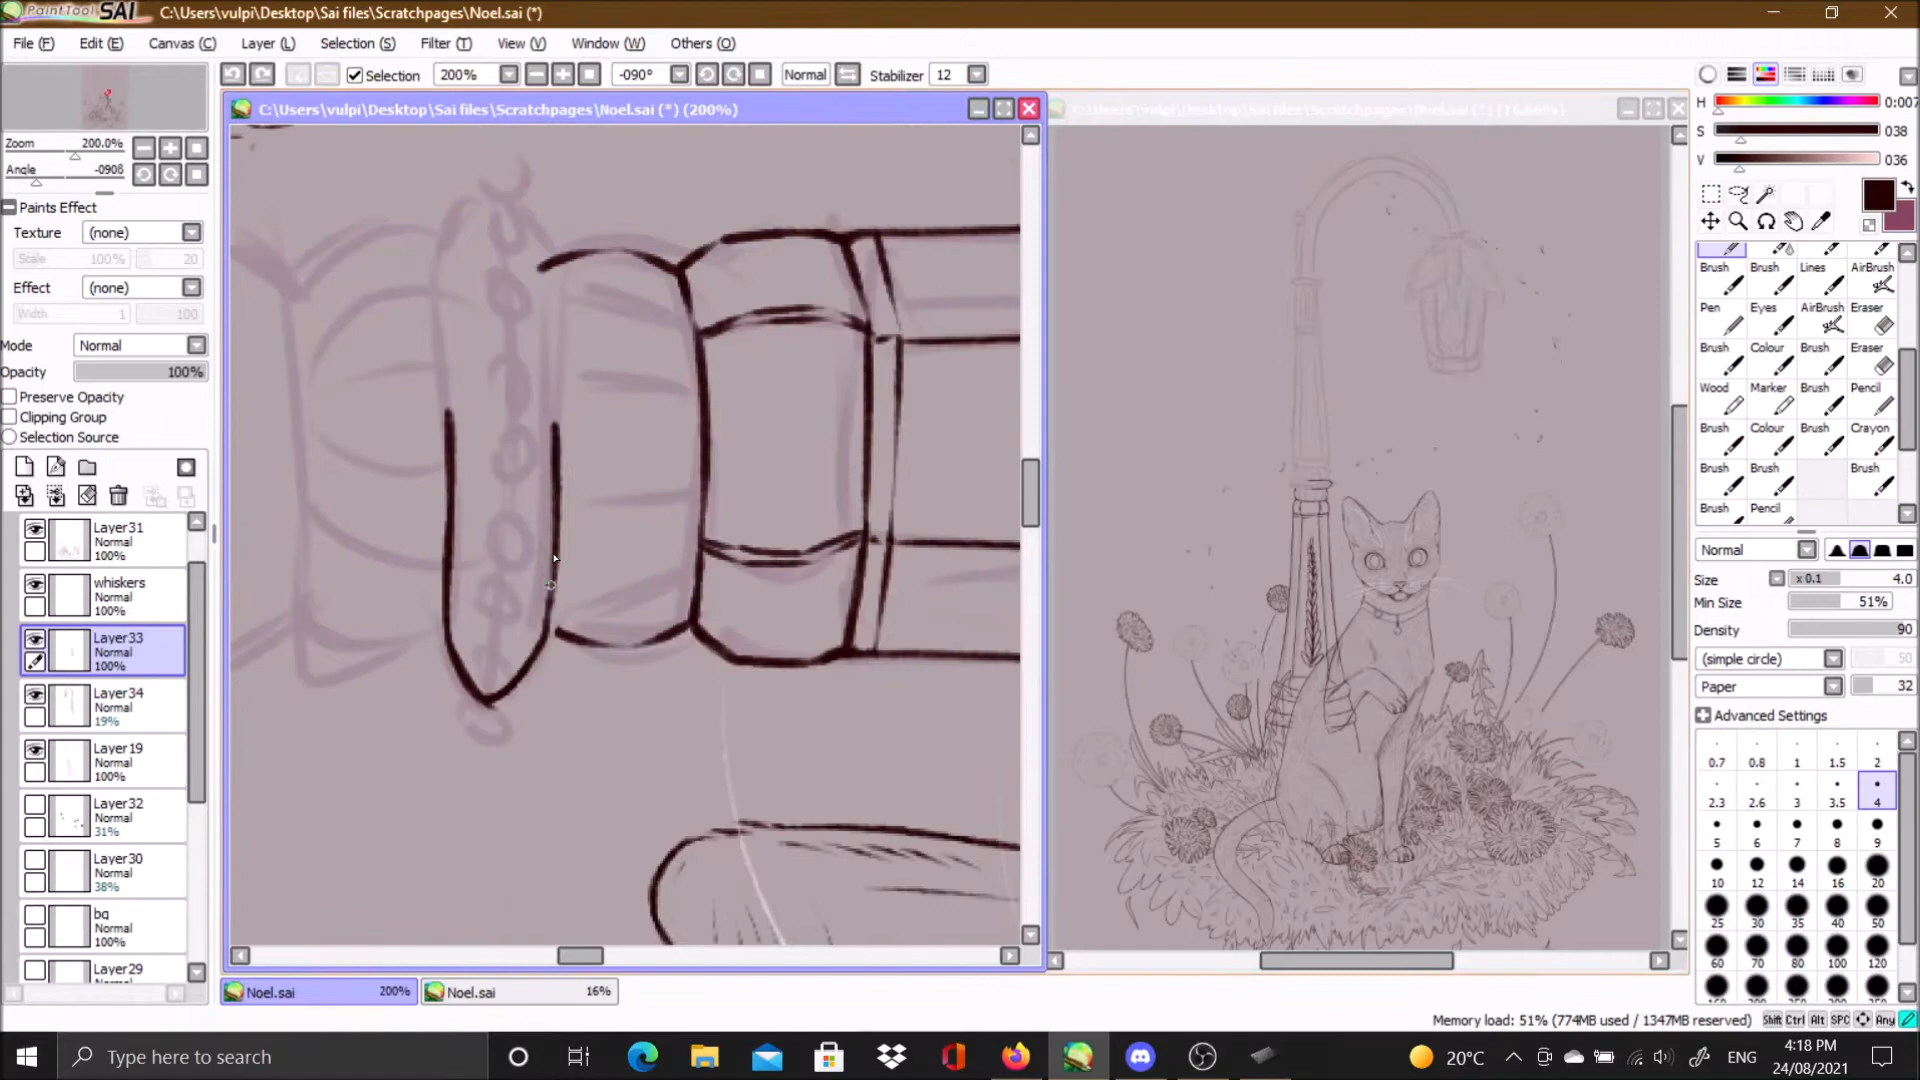 PaintTool SAI C:\Users\vulpi\Desktop\Sai files\Scratchpages\Noel.sai (*)
File (F) Edit (E) Canvas (C) Layer (L) Selection (S) Filter (T) View (V) Window (W) Others (O)
Selection 200% -090° Normal Stabilizer 12
C:\Users\vulpi\Desktop\Sai files\Scratchpages\Noel.sai (*) (200%)
Zoom 200.0%
Angle -090ß
Paints Effect
Texture (none)
Scale 100% 20
Effect (none)
Width 1 100
Mode Normal
Opacity 100%
Preserve Opacity
Clipping Group
Selection Source
Layer31
Normal
100%
whiskers
Normal
100%
Layer33
Normal
100%
Layer34
Normal
19%
Layer19
Normal
100%
Layer32
Normal
31%
Layer30
Normal
38%
bg
Normal
100%
Layer29
Noel.sai 200% Noel.sai 16%
H 0:007
S 038
V 036
Brush Brush Lines AirBrush
Pen Eyes AirBrush Eraser
Brush Colour Brush Eraser
Wood Marker Brush Pencil
Brush Colour Brush Crayon
Brush Brush Brush
Brush Pencil
Normal
Size x 0.1 4.0
Min Size 51%
Density 90
(simple circle) 50
Paper 32
Advanced Settings
0.7 0.8 1 1.5 2
2.3 2.6 3 3.5 4
5 6 7 8 9
10 12 14 16 20
25 30 35 40 50
60 70 80 100 120
Memory load: 51% (774MB used / 1347MB reserved) Shift Ctrl Alt SPC Any
Type here to search
20°C ENG
4:18 PM
24/08/2021